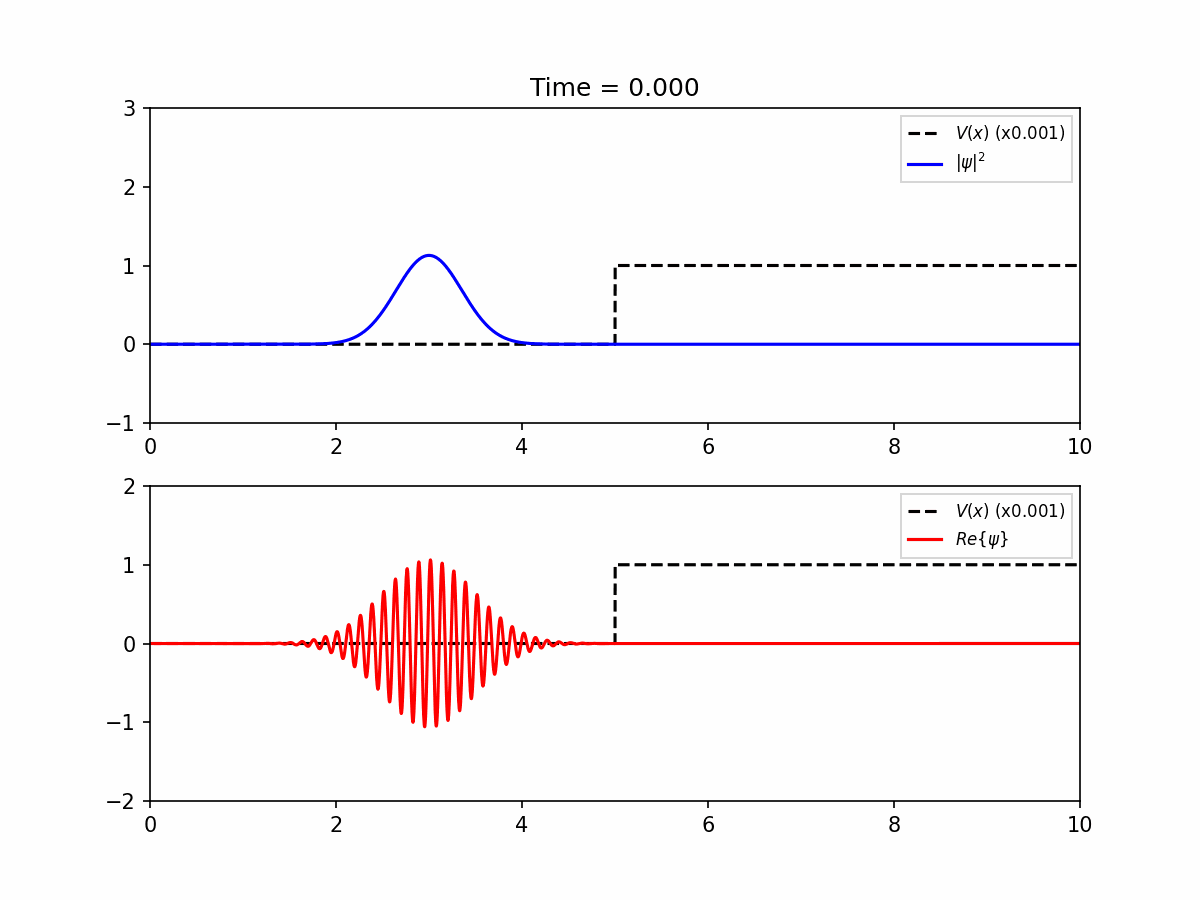 Time = 0.000
3
2
1
0
−1
V(x) (x0.001)
|ψ|²
0 2 4 6 8 10
2
1
0
−1
−2
V(x) (x0.001)
Re{ψ}
0 2 4 6 8 10